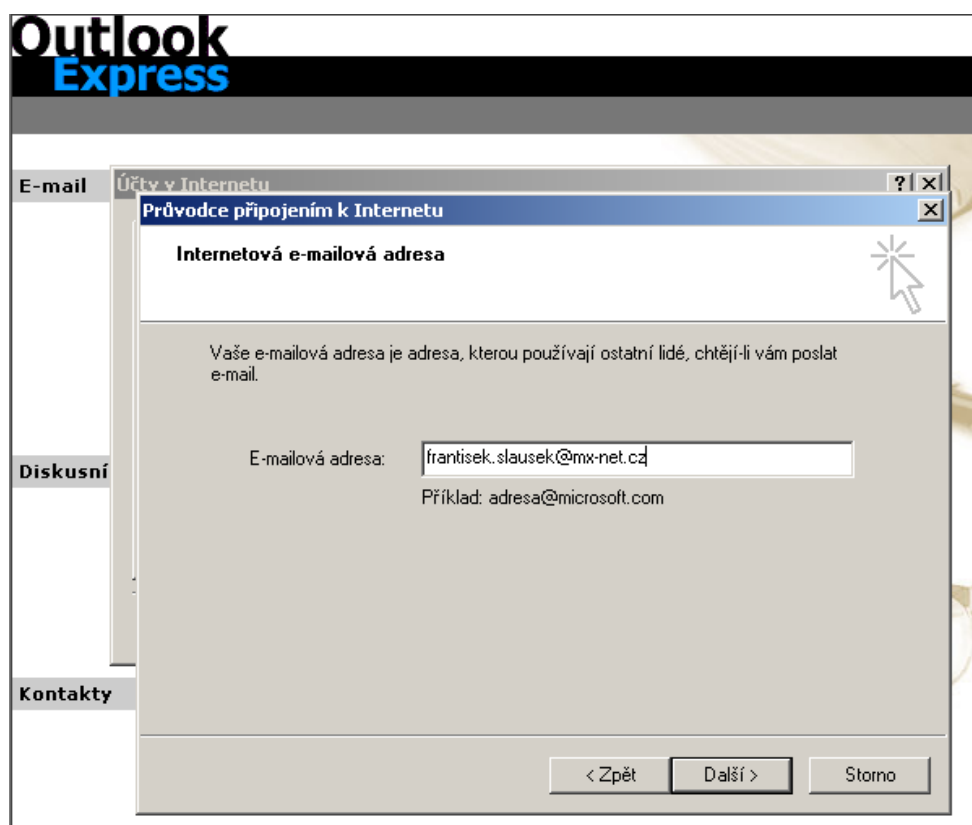 Outlook
Express
E-mail
Účty v Internetu
Průvodce připojením k Internetu
Internetová e-mailová adresa
Vaše e-mailová adresa je adresa, kterou používají ostatní lidé, chtějí-li vám poslat
e-mail.
E-mailová adresa:
frantisek.slausek@mx-net.cz
Příklad: adresa@microsoft.com
Diskusní
Kontakty
< Zpět
Další >
Storno